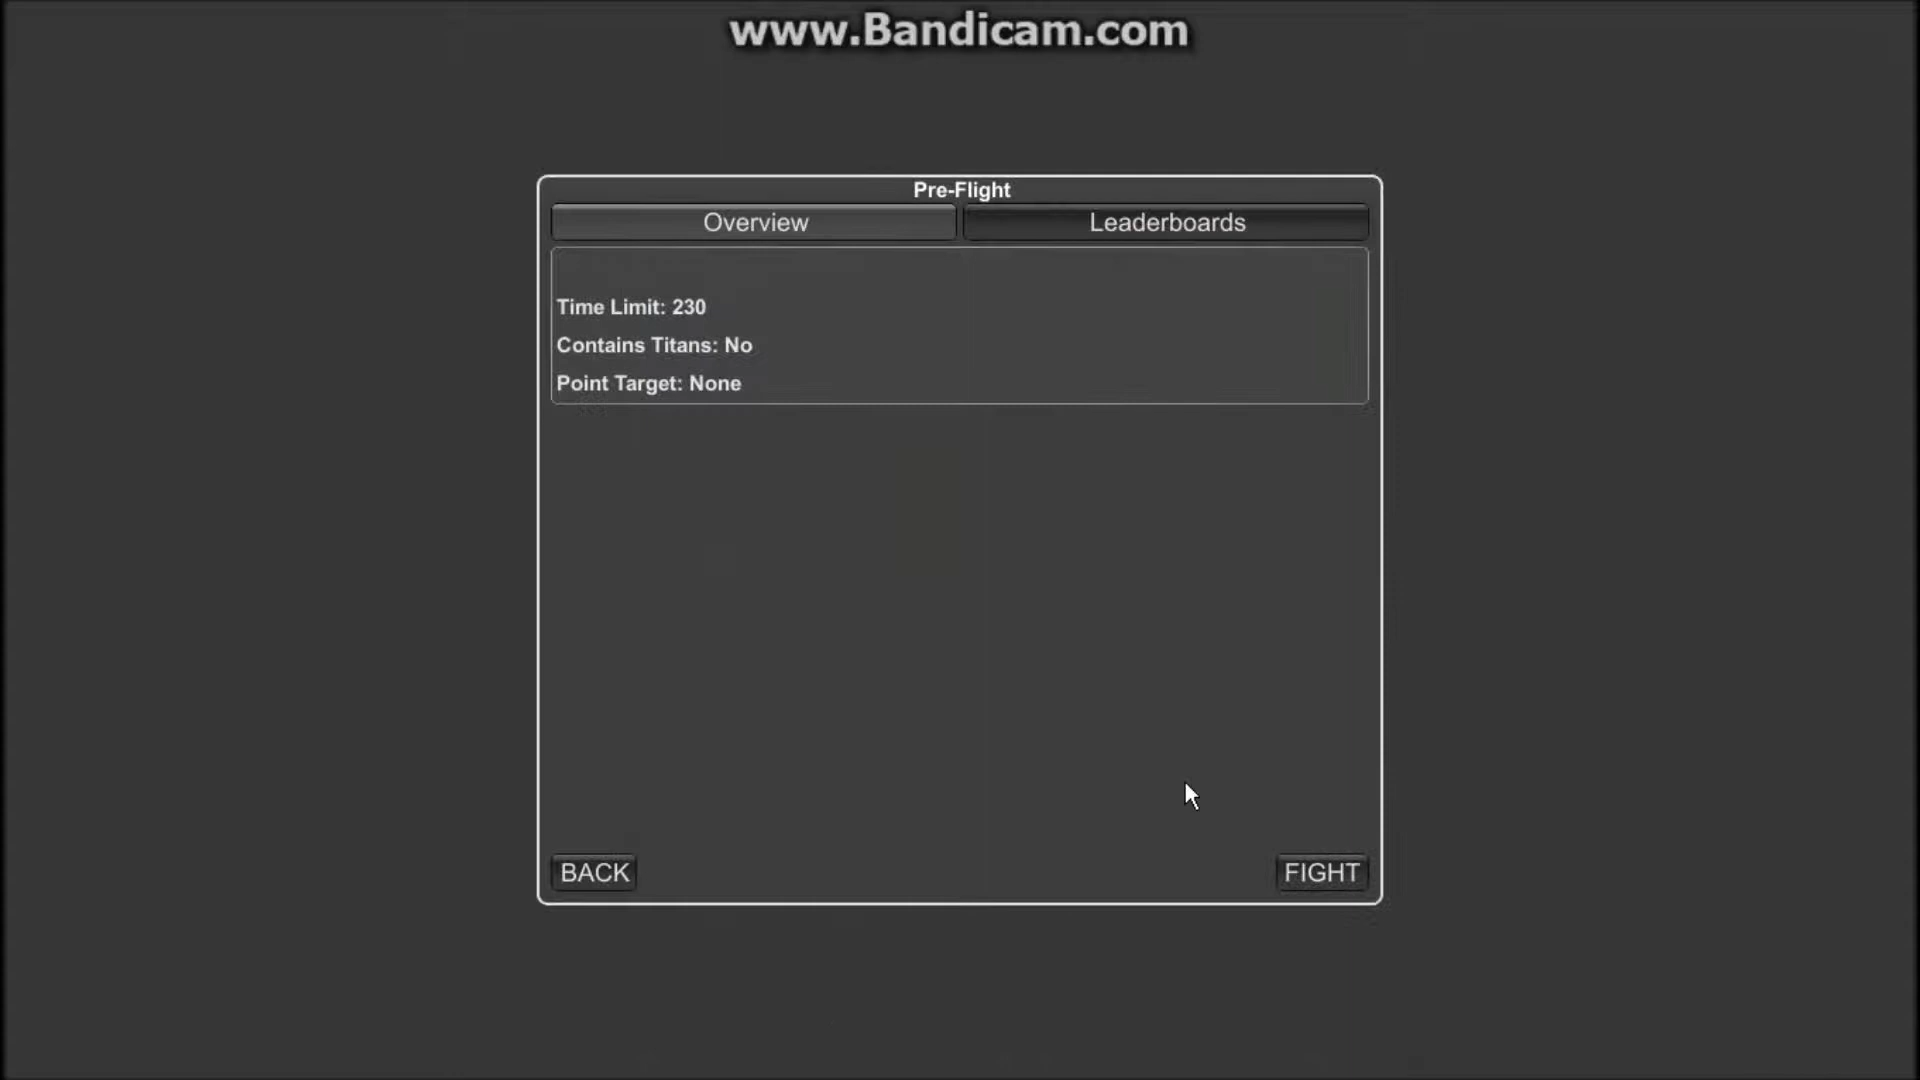 www.Bandicam.com
Pre-Flight
Overview
Leaderboards
Time Limit: 230
Contains Titans: No
Point Target: None
BACK
FIGHT